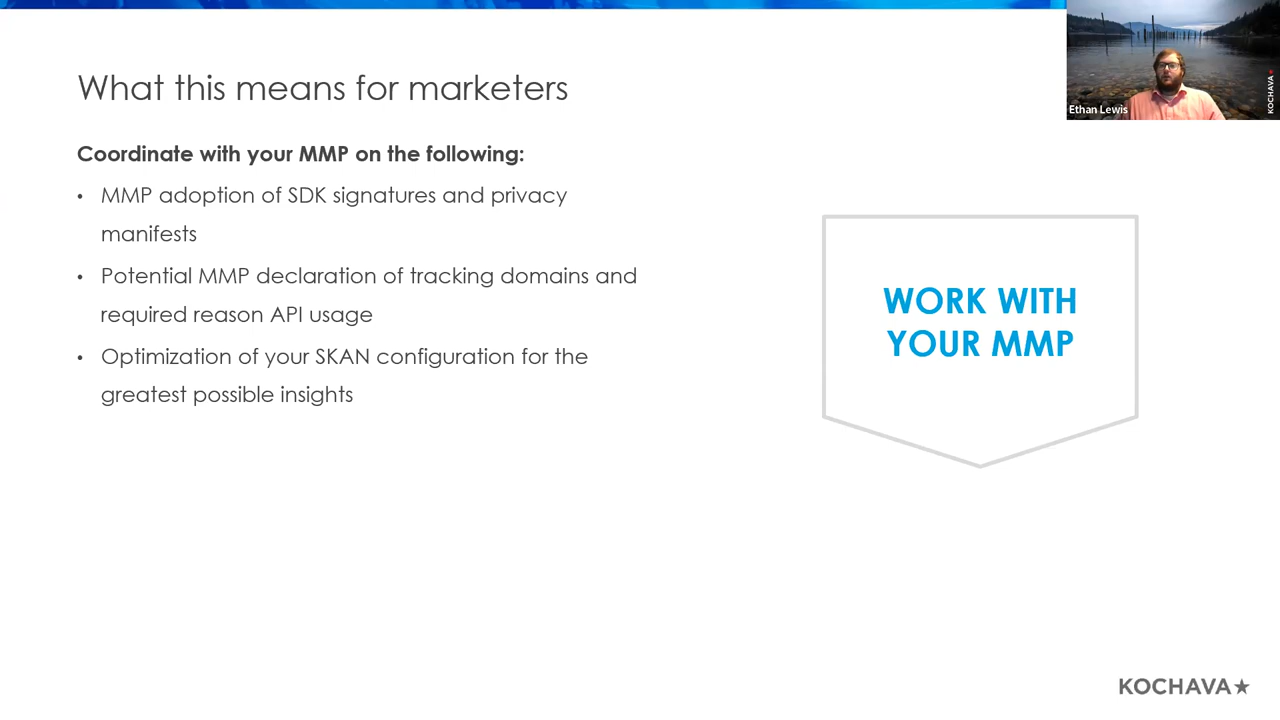 What this means for marketers
Coordinate with your MMP on the following:
• MMP adoption of SDK signatures and privacy
manifests
• Potential MMP declaration of tracking domains and
required reason API usage
• Optimization of your SKAN configuration for the
greatest possible insights
WORK WITH
YOUR MMP
Ethan Lewis
KOCHAVA★
KOCHAVA★